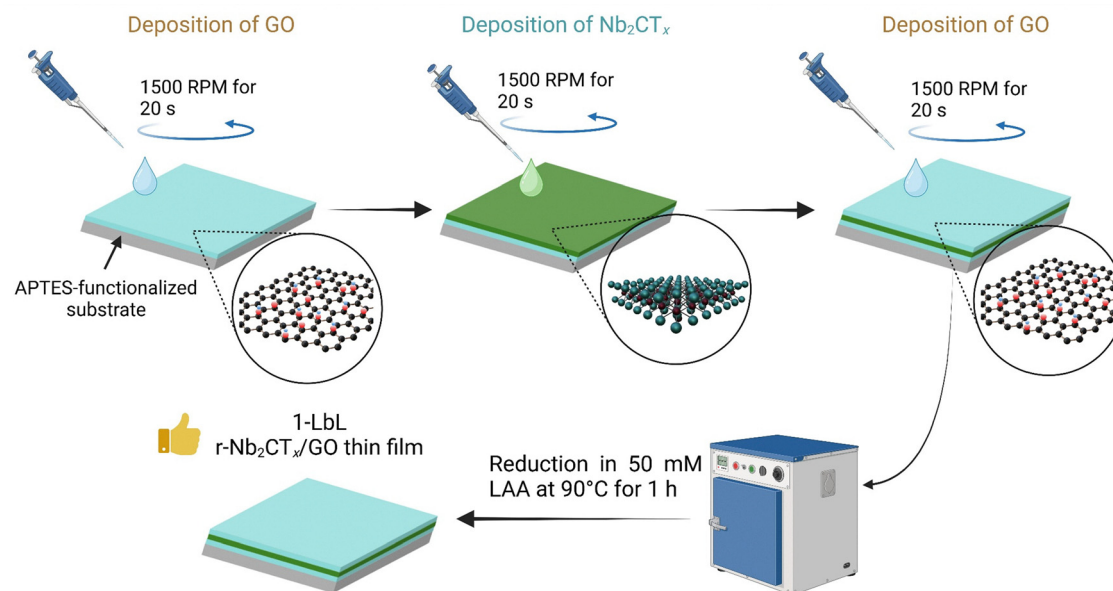 Deposition of GO
Deposition of Nb₂CTₓ
Deposition of GO
1500 RPM for
20 s
1500 RPM for
20 s
1500 RPM for
20 s
APTES-functionalized
substrate
1-LbL
r-Nb₂CTₓ/GO thin film
Reduction in 50 mM
LAA at 90°C for 1 h